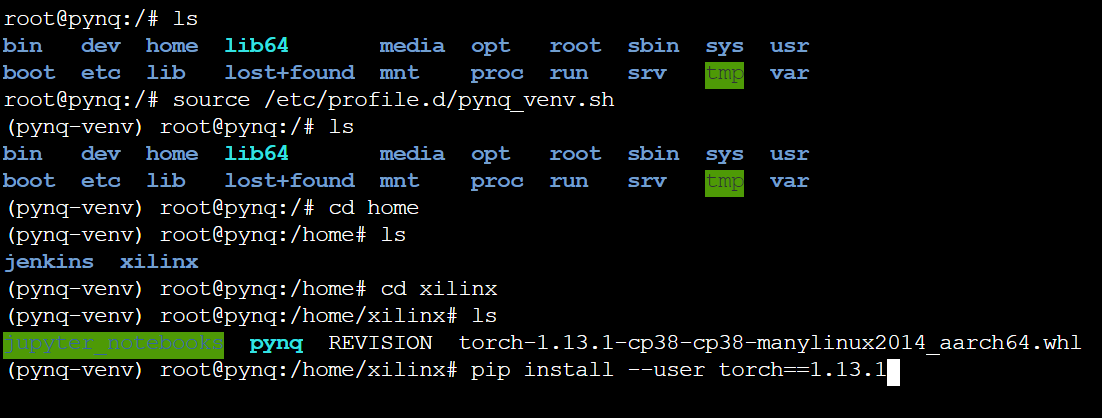 root@pynq:/# ls
bin   dev  home  lib64       media  opt   root  sbin  sys  usr
boot  etc  lib   lost+found  mnt    proc  run   srv   tmp  var
root@pynq:/# source /etc/profile.d/pynq_venv.sh
(pynq-venv) root@pynq:/# ls
bin   dev  home  lib64       media  opt   root  sbin  sys  usr
boot  etc  lib   lost+found  mnt    proc  run   srv   tmp  var
(pynq-venv) root@pynq:/# cd home
(pynq-venv) root@pynq:/home# ls
jenkins  xilinx
(pynq-venv) root@pynq:/home# cd xilinx
(pynq-venv) root@pynq:/home/xilinx# ls
jupyter_notebooks  pynq  REVISION  torch-1.13.1-cp38-cp38-manylinux2014_aarch64.whl
(pynq-venv) root@pynq:/home/xilinx# pip install --user torch==1.13.1